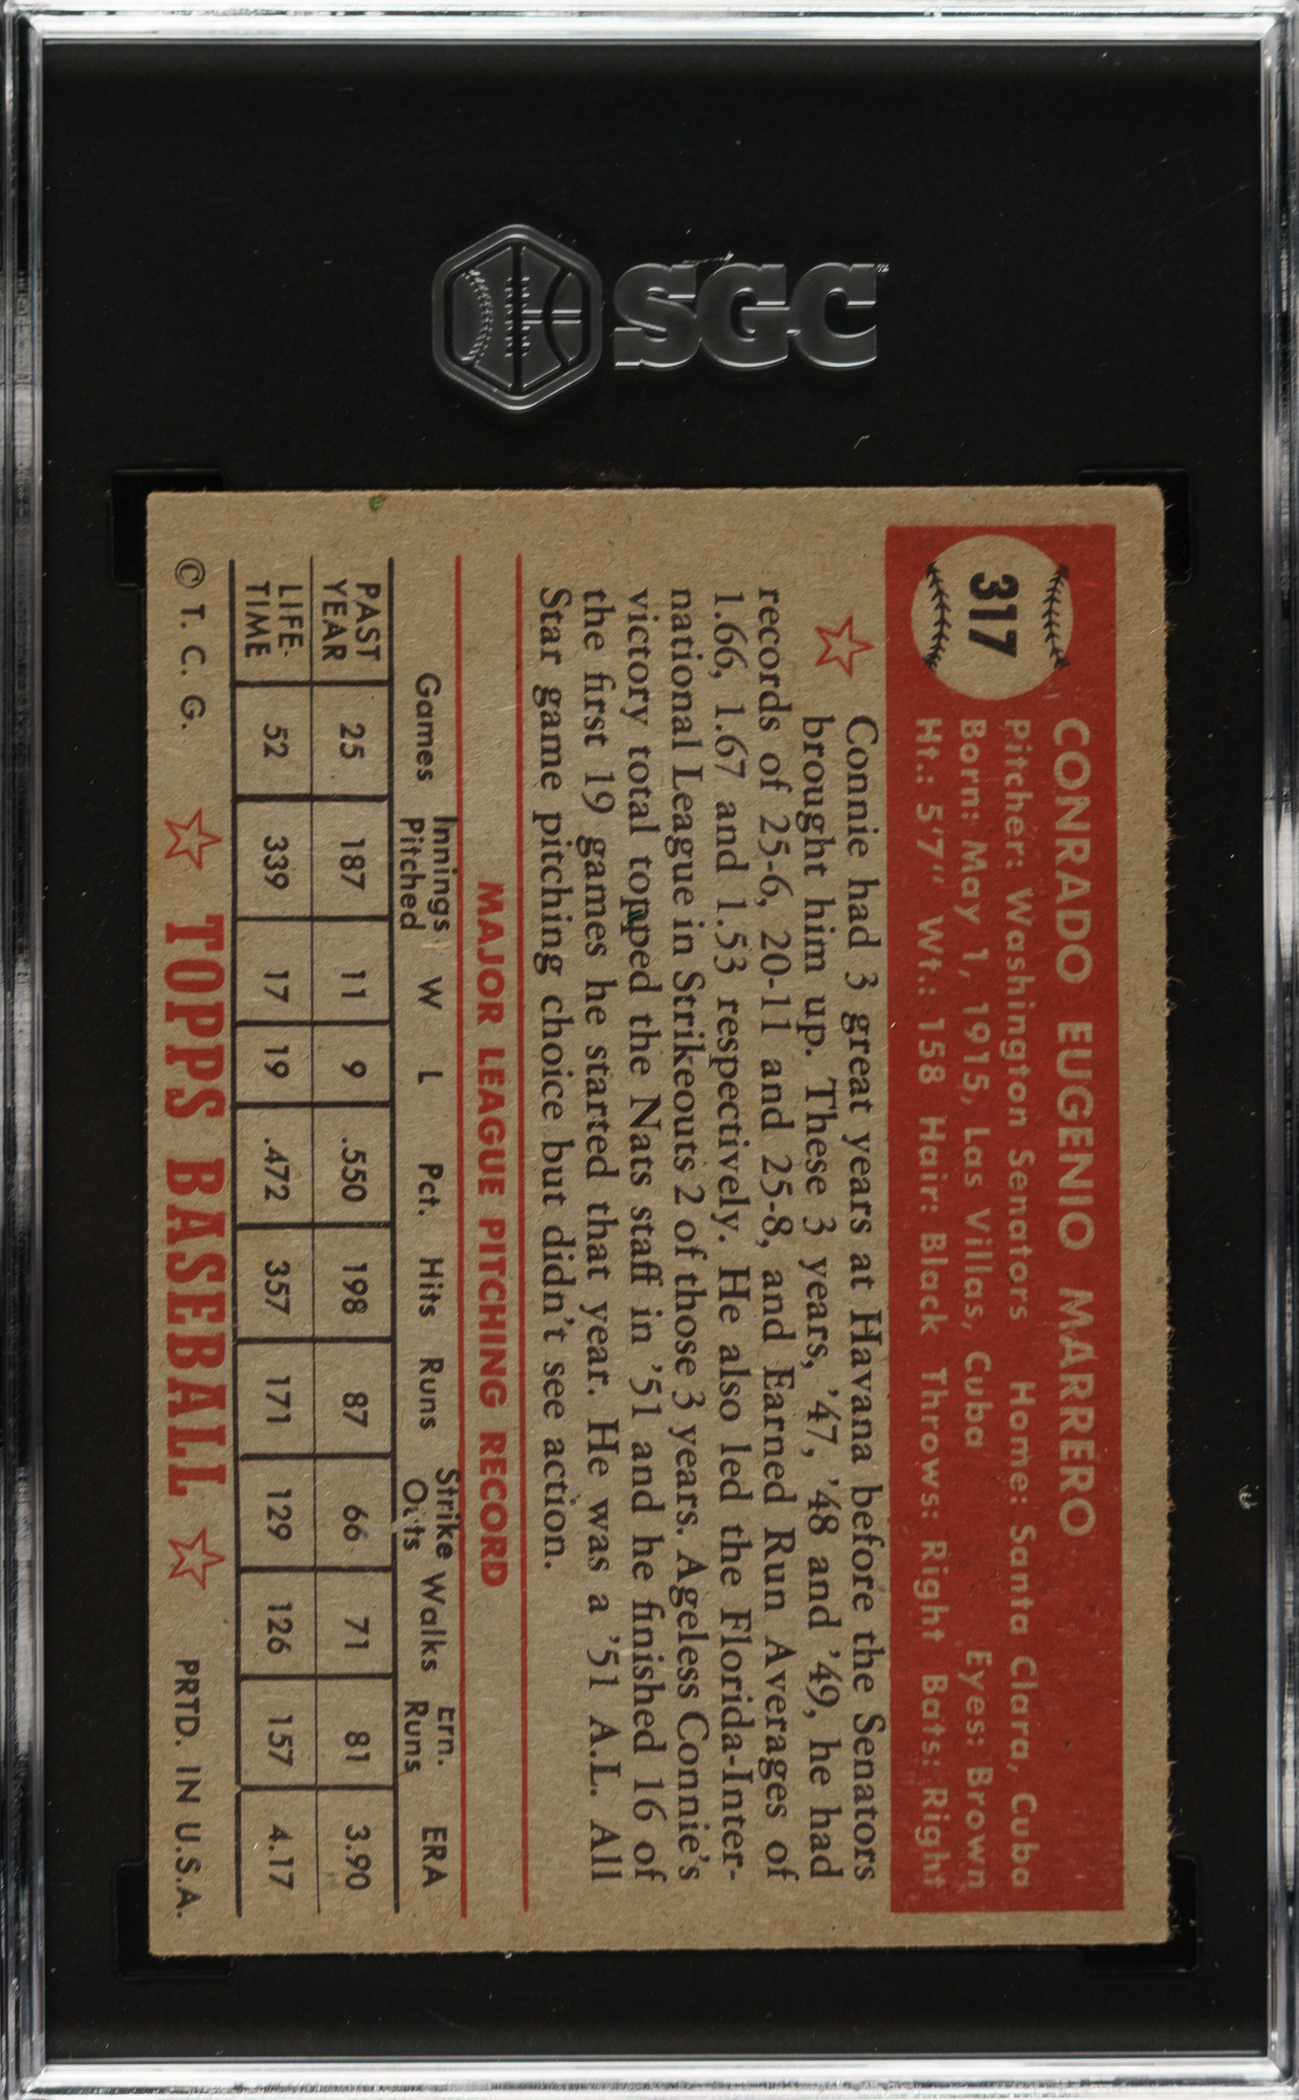 SGC
317
CONRADO EUGENIO MARRERO
Pitcher: Washington Senators Home: Santa Clara, Cuba
Born: May 1, 1915, Las Villas, Cuba Eyes: Brown
Ht.: 5'7" Wt.: 158 Hair: Black Throws: Right Bats: Right
Connie had 3 great years at Havana before the Senators
brought him up. These 3 years, '47, '48 and '49, he had
records of 25-6, 20-11 and 25-8, and Earned Run Averages of
1.66, 1.67 and 1.53 respectively. He also led the Florida-Inter-
national League in Strikeouts 2 of those 3 years. Ageless Connie's
victory total topped the Nats staff in '51 and he finished 16 of
the first 19 games he started that year. He was a '51 A.L. All
Star game pitching choice but didn't see action.
MAJOR LEAGUE PITCHING RECORD
Games Innings Pitched W L Pct. Hits Runs Strike Outs Walks Ern. Runs ERA
PAST YEAR 25 187 11 9 .550 198 87 66 71 81 3.90
LIFE- TIME 52 339 17 19 .472 357 171 129 126 157 4.17
© T. C. G. TOPPS BASEBALL PRTD. IN U.S.A.